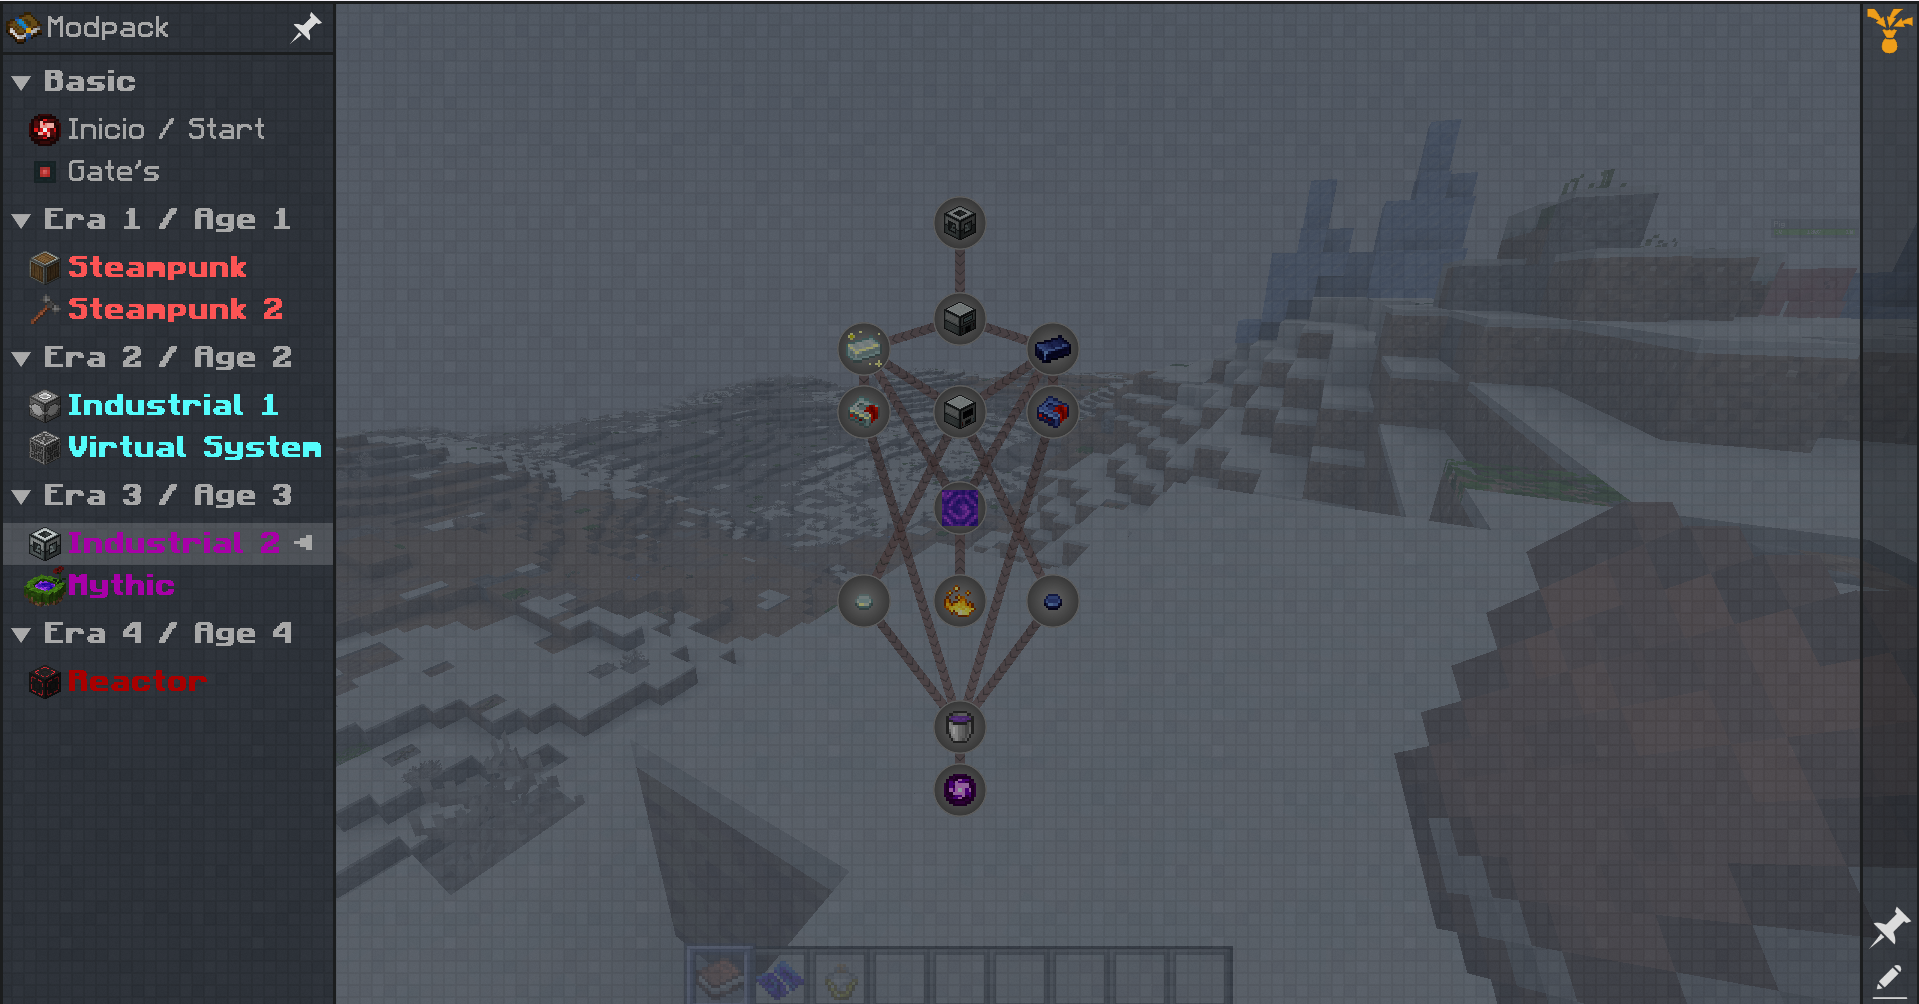 Modpack
Basic
Inicio / Start
Gate's
Era 1 / Age 1
Steampunk
Steampunk 2
Era 2 / Age 2
Industrial 1
Virtual System
Era 3 / Age 3
Industrial 2
Mythic
Era 4 / Age 4
Reactor